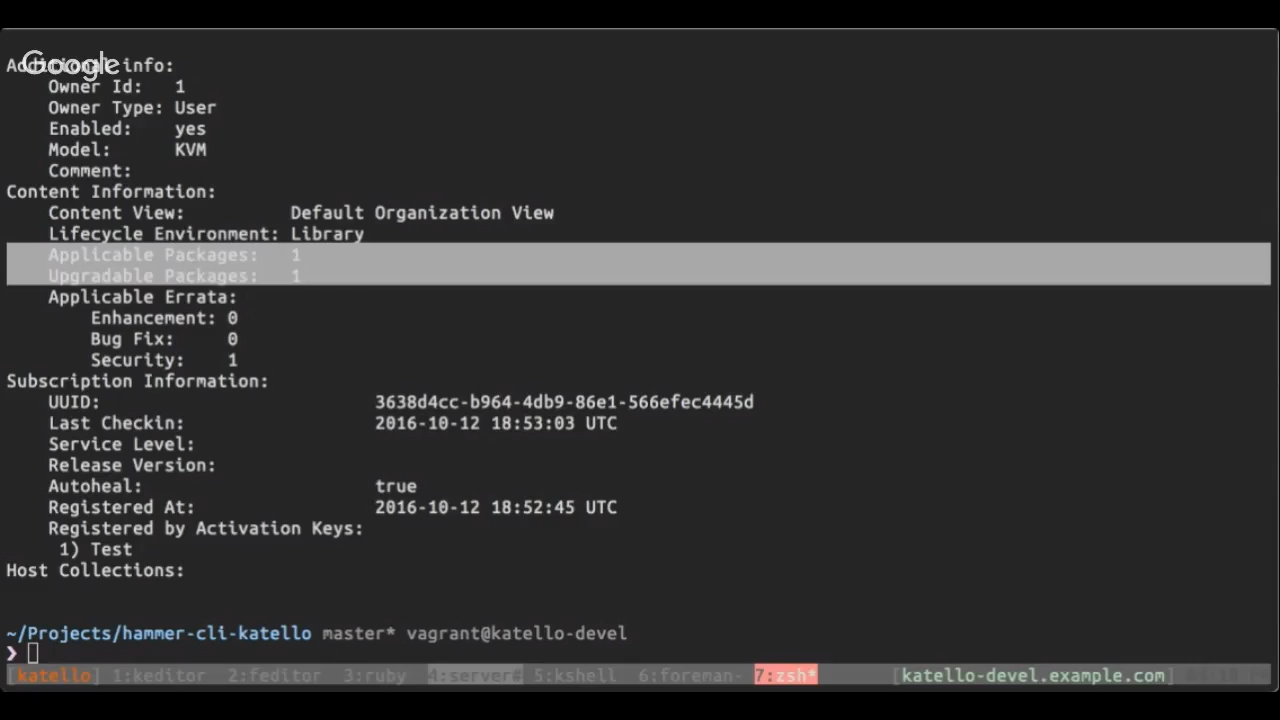 Google
Additional info:
Owner Id: 1
Owner Type: User
Enabled: yes
Model: KVM
Comment:
Content Information:
Content View: Default Organization View
Lifecycle Environment: Library
Applicable Packages: 1
Upgradable Packages: 1
Applicable Errata:
Enhancement: 0
Bug Fix: 0
Security: 1
Subscription Information:
UUID: 3638d4cc-b964-4db9-86e1-566efec4445d
Last Checkin: 2016-10-12 18:53:03 UTC
Service Level:
Release Version:
Autoheal: true
Registered At: 2016-10-12 18:52:45 UTC
Registered by Activation Keys:
1) Test
Host Collections:
~/Projects/hammer-cli-katello master* vagrant@katello-devel
❯
[katello] 1:keditor 2:feditor 3:ruby 4:server# 5:kshell 6:foreman- 7:zsh* [katello-devel.example.com]